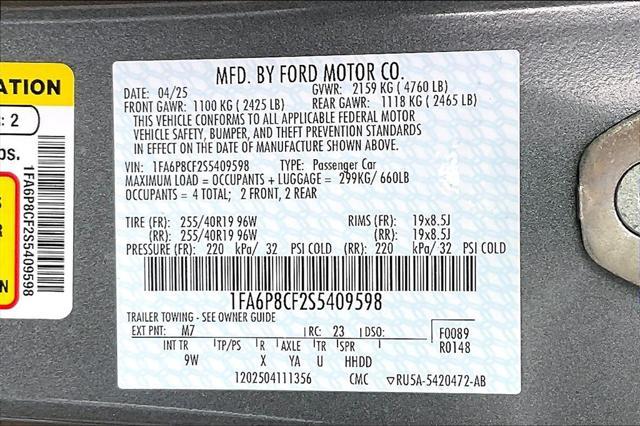 ATION
: 2
bs.
S
R
N
1FA6P8CF2S5409598
MFD. BY FORD MOTOR CO.
DATE: 04/25 GVWR: 2159 KG ( 4760 LB)
FRONT GAWR: 1100 KG ( 2425 LB) REAR GAWR: 1118 KG ( 2465 LB)
THIS VEHICLE CONFORMS TO ALL APPLICABLE FEDERAL MOTOR
VEHICLE SAFETY, BUMPER, AND THEFT PREVENTION STANDARDS
IN EFFECT ON THE DATE OF MANUFACTURE SHOWN ABOVE.
VIN: 1FA6P8CF2S5409598 TYPE: Passenger Car
MAXIMUM LOAD = OCCUPANTS + LUGGAGE = 299KG/ 660LB
OCCUPANTS = 4 TOTAL; 2 FRONT, 2 REAR
TIRE (FR): 255/40R19 96W RIMS (FR): 19x8.5J
(RR): 255/40R19 96W (RR): 19x8.5J
PRESSURE (FR): 220 kPa/ 32 PSI COLD (RR): 220 kPa/ 32 PSI COLD
1FA6P8CF2S5409598
TRAILER TOWING - SEE OWNER GUIDE
EXT PNT: M7 RC: 23 DSO: F0089
INT TR TP/PS R AXLE TR SPR R0148
9W X YA U HHDD
1202504111356 CMC ▽RU5A-5420472-AB